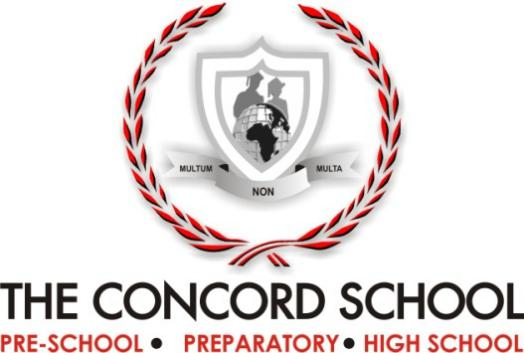 MULTUM NON MULTA
THE CONCORD SCHOOL
PRE-SCHOOL • PREPARATORY • HIGH SCHOOL